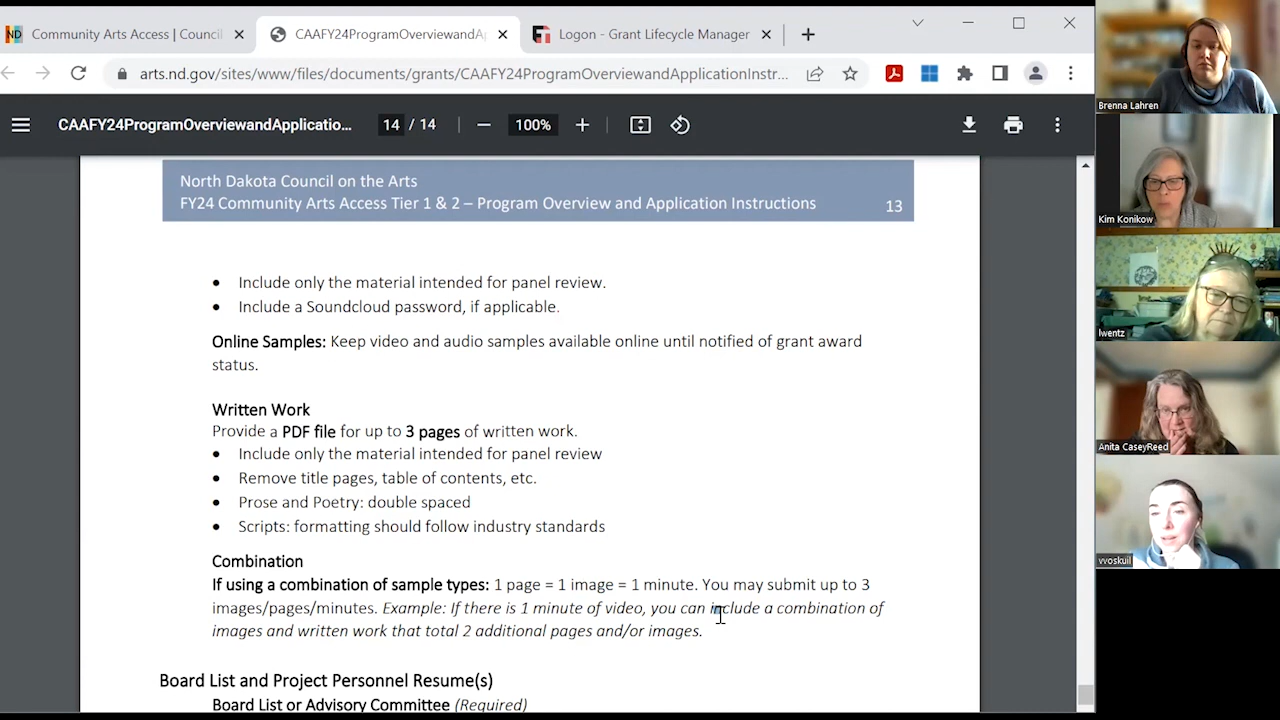 Community Arts Access | Counci
CAAFY24ProgramOverviewandAp
Logon - Grant Lifecycle Manager
arts.nd.gov/sites/www/files/documents/grants/CAAFY24ProgramOverviewandApplicationInstr...
CAAFY24ProgramOverviewandApplicatio...
14 / 14
100%
North Dakota Council on the Arts
FY24 Community Arts Access Tier 1 & 2 – Program Overview and Application Instructions 13
• Include only the material intended for panel review.
• Include a Soundcloud password, if applicable.
Online Samples: Keep video and audio samples available online until notified of grant award
status.
Written Work
Provide a PDF file for up to 3 pages of written work.
• Include only the material intended for panel review
• Remove title pages, table of contents, etc.
• Prose and Poetry: double spaced
• Scripts: formatting should follow industry standards
Combination
If using a combination of sample types: 1 page = 1 image = 1 minute. You may submit up to 3
images/pages/minutes. Example: If there is 1 minute of video, you can include a combination of
images and written work that total 2 additional pages and/or images.
Board List and Project Personnel Resume(s)
Board List or Advisory Committee (Required)
Brenna Lahren
Kim Konikow
lwentz
Anita CaseyReed
vvoskuil